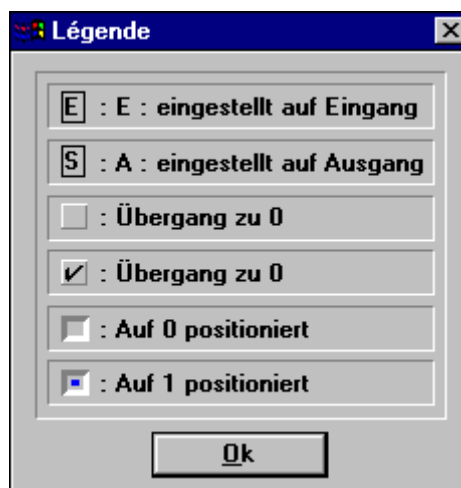 Légende
E : E : eingestellt auf Eingang
S : A : eingestellt auf Ausgang
: Übergang zu 0
: Übergang zu 0
: Auf 0 positioniert
: Auf 1 positioniert
Ok